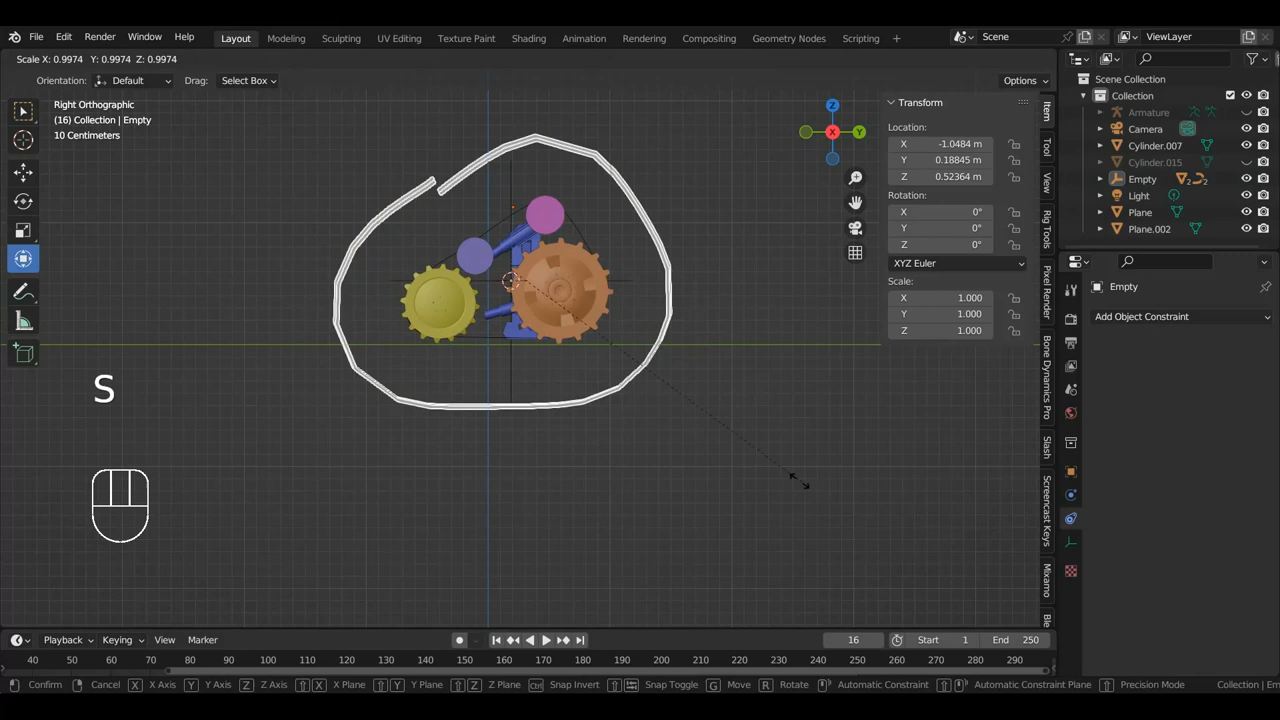 File Edit Render Window Help Layout Modeling Sculpting UV Editing Texture Paint Shading Animation Rendering Compositing Geometry Nodes Scripting + Scene ViewLayer
Scale X: 0.9974 Y: 0.9974 Z: 0.9974
Orientation: Default Drag: Select Box Options
Right Orthographic
(16) Collection | Empty
10 Centimeters
Z
X
Y
Transform
Location:
X -1.0484 m
Y 0.18845 m
Z 0.52364 m
Rotation:
X 0°
Y 0°
Z 0°
XYZ Euler
Scale:
X 1.000
Y 1.000
Z 1.000
Item
Tool
View
Rig Tools
Pixel Render
Bone Dynamics Pro
Slash
Screencast Keys
Mixamo
Ble
Scene Collection
Collection
Armature
Camera
Cylinder.007
Cylinder.015
Empty 2 2
Light
Plane
Plane.002
Empty
Add Object Constraint
S
Playback Keying View Marker 16 Start 1 End 250
40 50 60 70 80 90 100 110 120 130 140 150 160 170 180 190 200 210 220 230 240 250 260 270 280 290
Confirm Cancel X X Axis Y Y Axis Z Z Axis X X Plane Y Y Plane Z Z Plane Ctrl Snap Invert Snap Toggle G Move R Rotate Automatic Constraint Automatic Constraint Plane Precision Mode Collection | Em